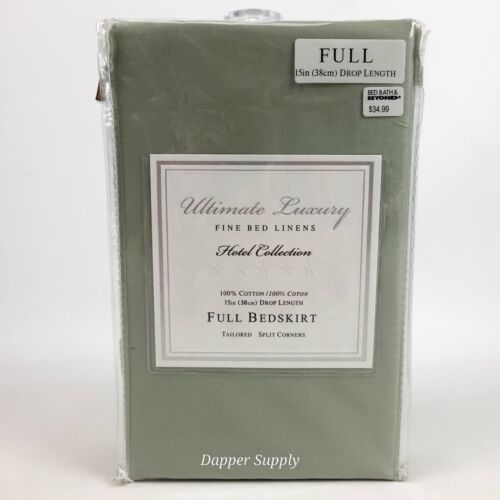 FULL
15in (38cm) DROP LENGTH
BED BATH &
BEYOND
$34.99
Ultimate Luxury
FINE BED LINENS
Hotel Collection
100% COTTON /100% COTON
15in (38cm) DROP LENGTH
FULL BEDSKIRT
TAILORED SPLIT CORNERS
Dapper Supply